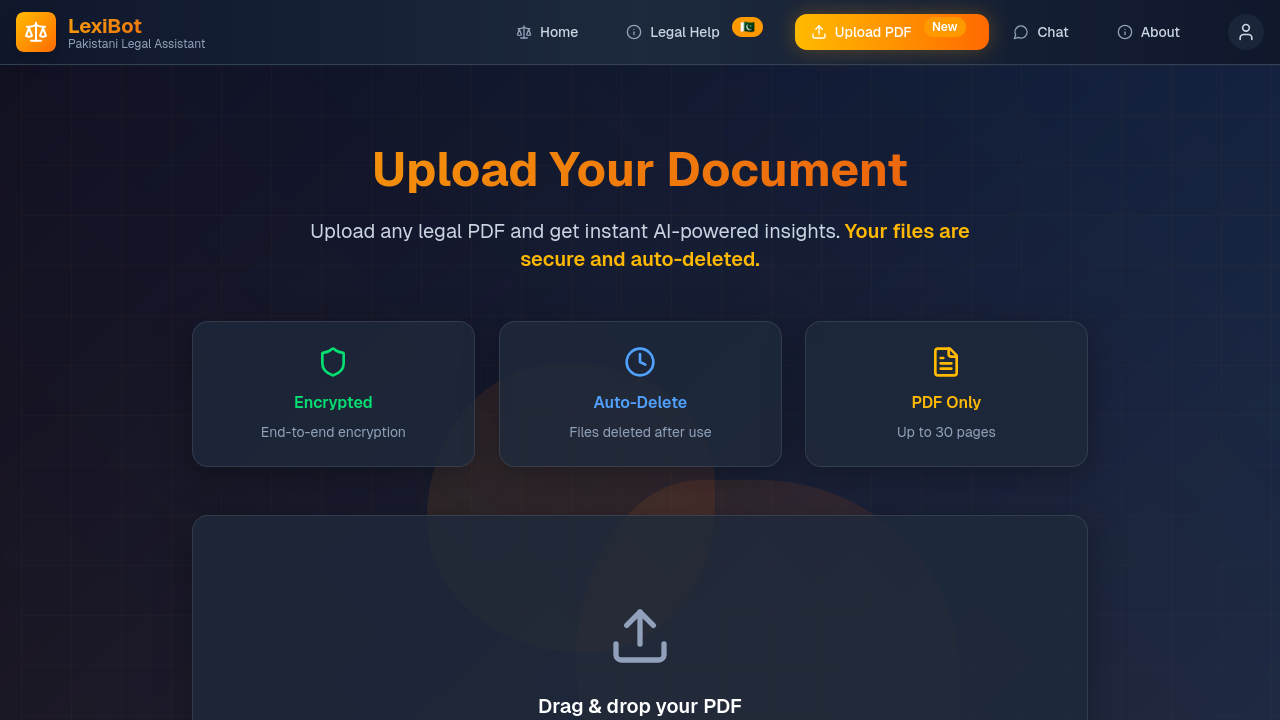 LexiBot
Pakistani Legal Assistant
Home
Legal Help
Upload PDF
New
Chat
About
Upload Your Document
Upload any legal PDF and get instant AI-powered insights. Your files are
secure and auto-deleted.
Encrypted
End-to-end encryption
Auto-Delete
Files deleted after use
PDF Only
Up to 30 pages
Drag & drop your PDF